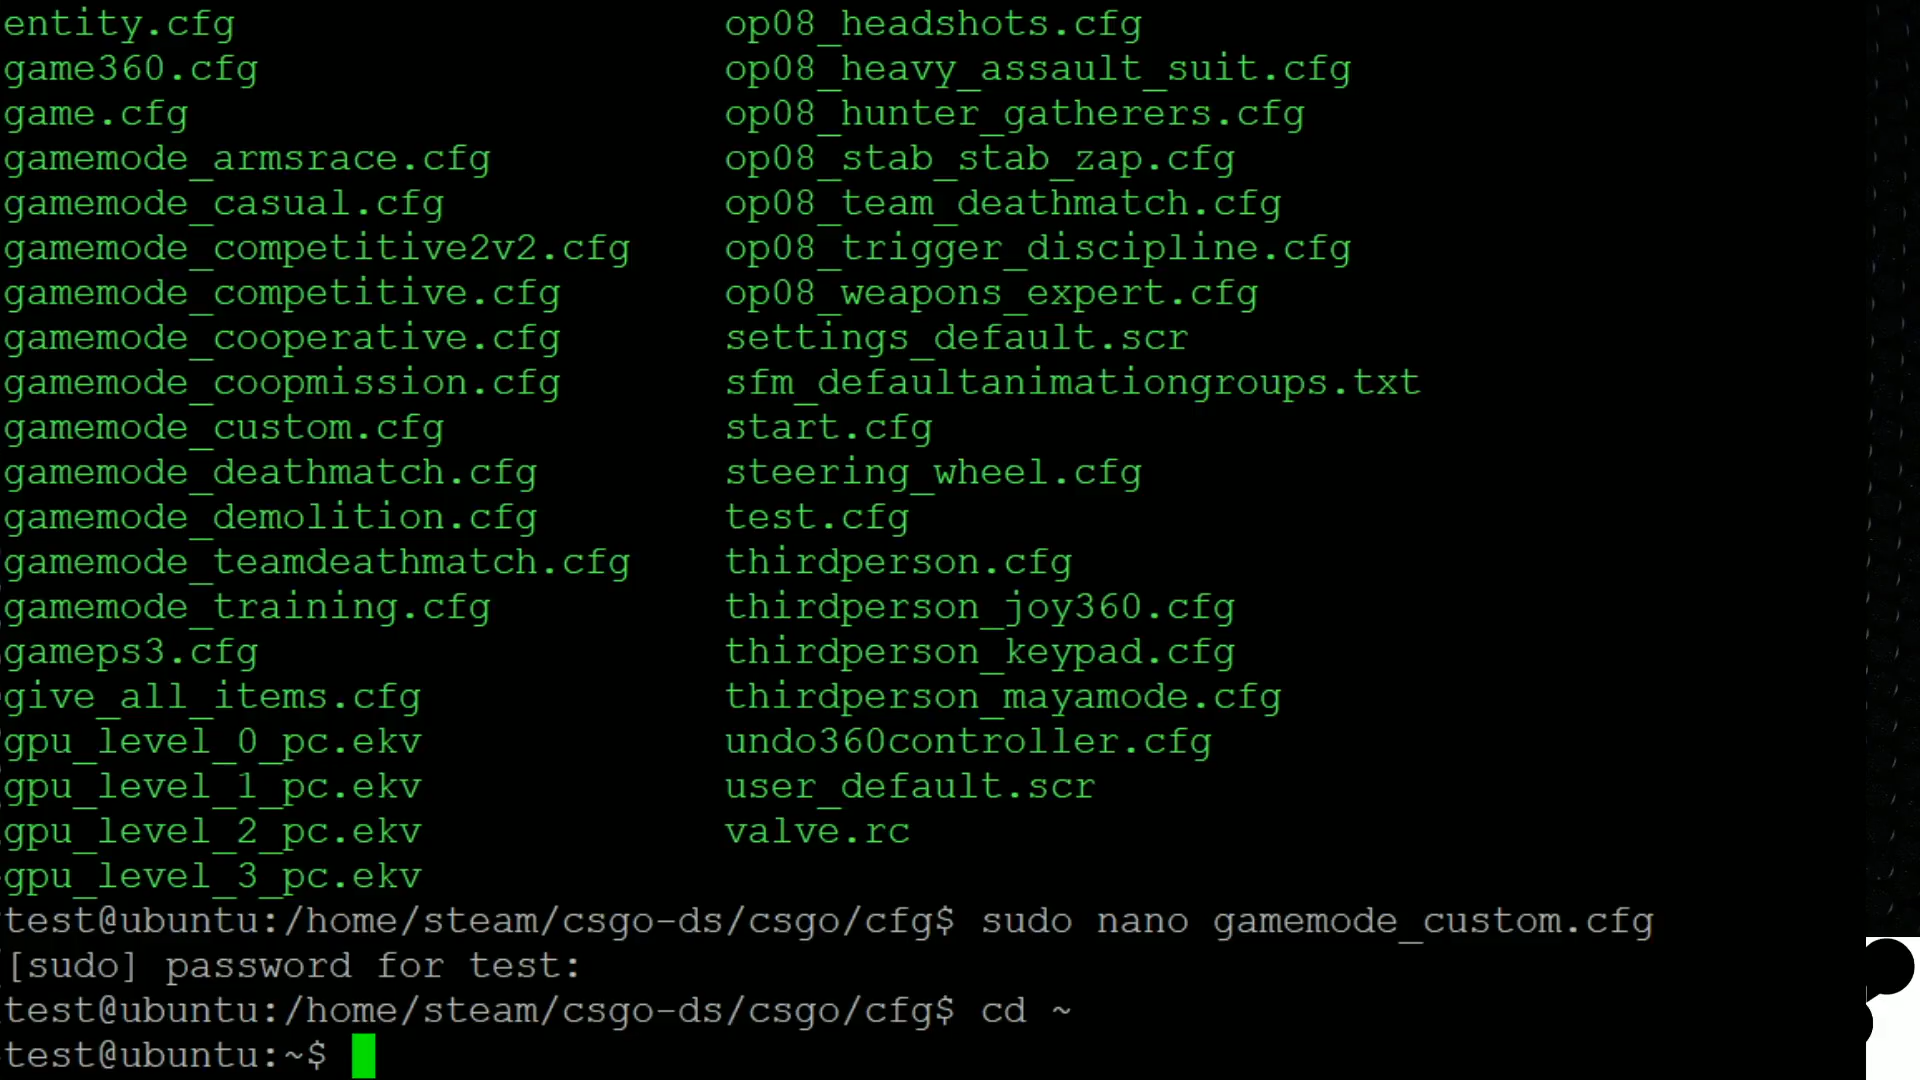 entity.cfg op08_headshots.cfg
game360.cfg op08_heavy_assault_suit.cfg
game.cfg op08_hunter_gatherers.cfg
gamemode_armsrace.cfg op08_stab_stab_zap.cfg
gamemode_casual.cfg op08_team_deathmatch.cfg
gamemode_competitive2v2.cfg op08_trigger_discipline.cfg
gamemode_competitive.cfg op08_weapons_expert.cfg
gamemode_cooperative.cfg settings_default.scr
gamemode_coopmission.cfg sfm_defaultanimationgroups.txt
gamemode_custom.cfg start.cfg
gamemode_deathmatch.cfg steering_wheel.cfg
gamemode_demolition.cfg test.cfg
gamemode_teamdeathmatch.cfg thirdperson.cfg
gamemode_training.cfg thirdperson_joy360.cfg
gameps3.cfg thirdperson_keypad.cfg
give_all_items.cfg thirdperson_mayamode.cfg
gpu_level_0_pc.ekv undo360controller.cfg
gpu_level_1_pc.ekv user_default.scr
gpu_level_2_pc.ekv valve.rc
gpu_level_3_pc.ekv
test@ubuntu:/home/steam/csgo-ds/csgo/cfg$ sudo nano gamemode_custom.cfg
[sudo] password for test:
test@ubuntu:/home/steam/csgo-ds/csgo/cfg$ cd ~
test@ubuntu:~$